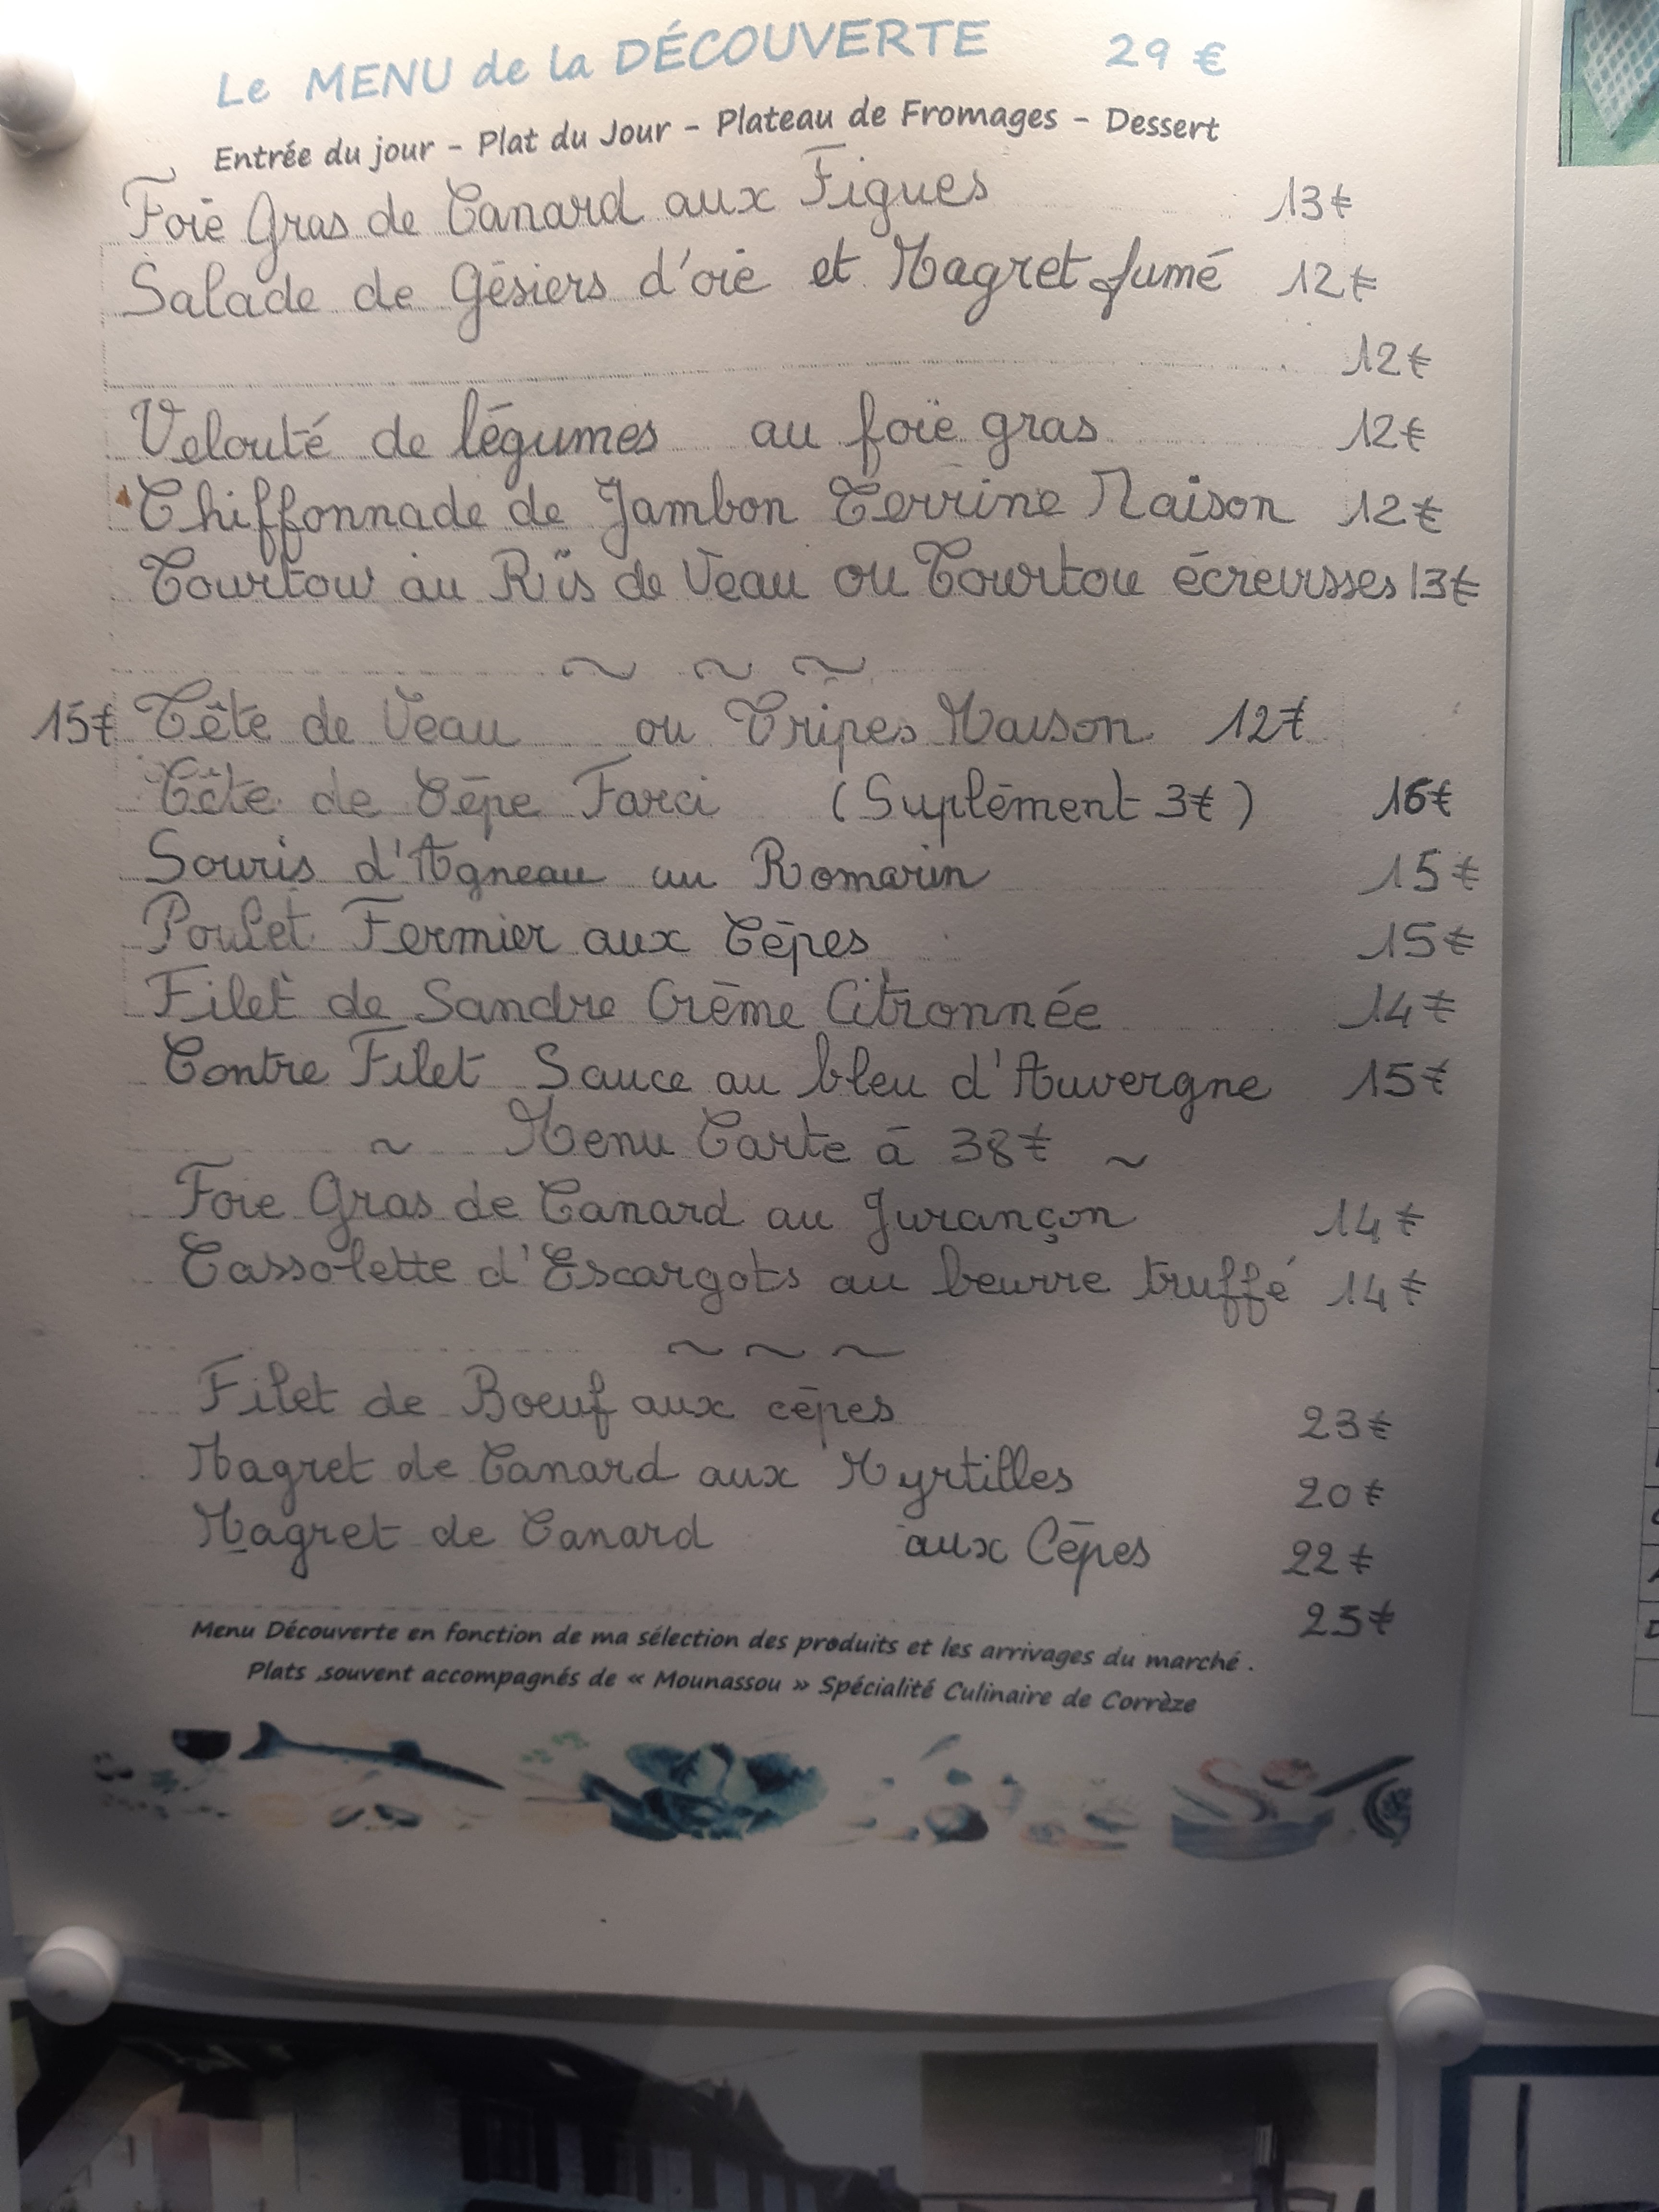 Le MENU de la DÉCOUVERTE 29 €
Entrée du jour - Plat du Jour - Plateau de Fromages - Dessert
Foie Gras de Canard aux Figues 13€
Salade de Gésiers d'oie et Magret fumé 12€
12€
Velouté de légumes au foie gras 12€
Chiffonnade de Jambon Terrine Maison 12€
Tourtou au Ris de Veau ou Tourtou écrevisses 13€
~ ~ ~
15€ Tête de Veau ou Tripes Maison 12€
Tête de Cèpe Farci (Suplément 3€) 16€
Souris d'Agneau au Romarin 15€
Poulet Fermier aux Cèpes 15€
Filet de Sandre Crème Citronnée 14€
Contre Filet Sauce au bleu d'Auvergne 15€
~ Menu Carte à 38€ ~
Foie Gras de Canard au Jurançon 14€
Cassolette d'Escargots au beurre truffé 14€
~ ~ ~
Filet de Boeuf aux cèpes 23€
Magret de Canard aux Myrtilles 20€
Magret de Canard aux Cèpes 22€
23€
Menu Découverte en fonction de ma sélection des produits et les arrivages du marché .
Plats ,souvent accompagnés de « Mounassou » Spécialité Culinaire de Corrèze